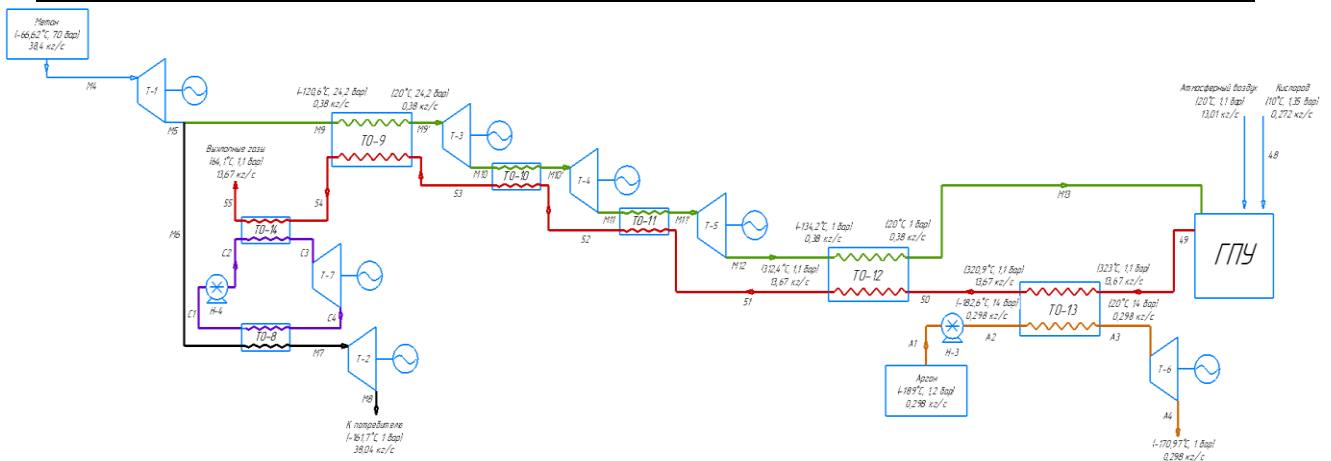 Метан
(-66,62°C, 70 бар)
38,4 кг/с
М4
Т-1
М5
М6
(-120,6°C, 24,2 бар)
0,38 кг/с
(20°C, 24,2 бар)
0,38 кг/с
М9
ТО-9
М9'
Т-3
М10
ТО-10
М10'
Т-4
М11
ТО-11
М11'
Т-5
М12
Выхлопные газы
164,1°C, 1,1 бар)
13,67 кг/с
S5
S4
S3
S2
ТО-14
С2
С3
Т-7
Н-4
С1
С4
ТО-8
М7
Т-2
М8
К потребителю
(-161,7°C, 1 бар)
38,04 кг/с
(-134,2°C, 1 бар)
0,38 кг/с
(20°C, 1 бар)
0,38 кг/с
М13
(312,4°C, 1,1 бар)
13,67 кг/с
ТО-12
S1
S0
(320,9°C, 1,1 бар)
13,67 кг/с
(323°C, 1,1 бар)
13,67 кг/с
(-182,6°C, 14 бар)
0,298 кг/с
(20°C, 14 бар)
0,298 кг/с
ТО-13
А1
Н-3
А2
А3
Т-6
А4
Аргон
(-189°C, 1,2 бар)
0,298 кг/с
(-170,97°C, 1 бар)
0,298 кг/с
Атмосферный воздух
(20°C, 1,1 бар)
13,01 кг/с
Кислород
(10°C, 1,35 бар)
0,272 кг/с
48
49
ГПУ